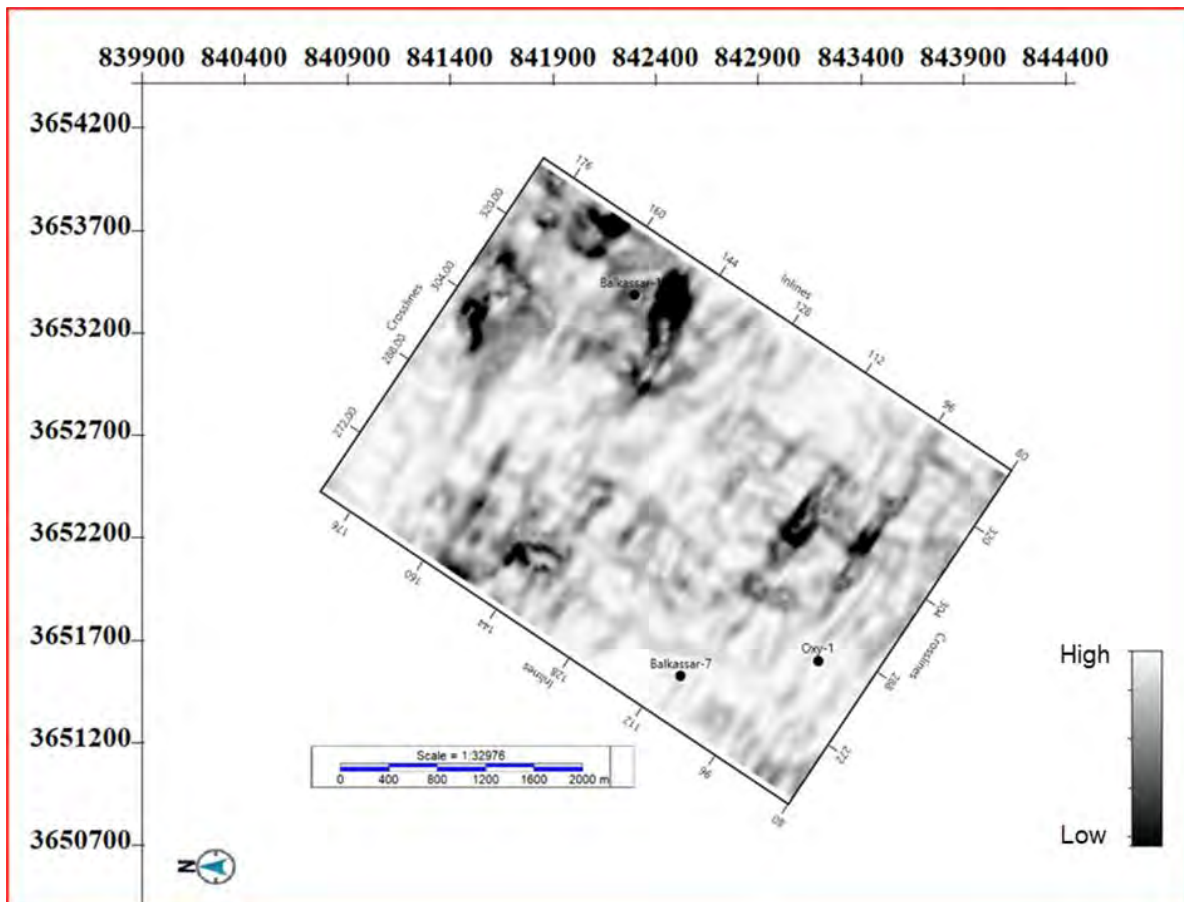 839900 840400 840900 841400 841900 842400 842900 843400 843900 844400
3654200
3653700
3653200
3652700
3652200
3651700
3651200
3650700
176
160
144
Inlines
128
112
96
80
320.00
304.00
Crosslines
288.00
272.00
Balkassar-1
176
160
144
Inlines
128
112
96
80
320
304
Crosslines
288
272
Balkassar-7
Oxy-1
High
Low
Scale = 1:32976
0 400 800 1200 1600 2000 m
N